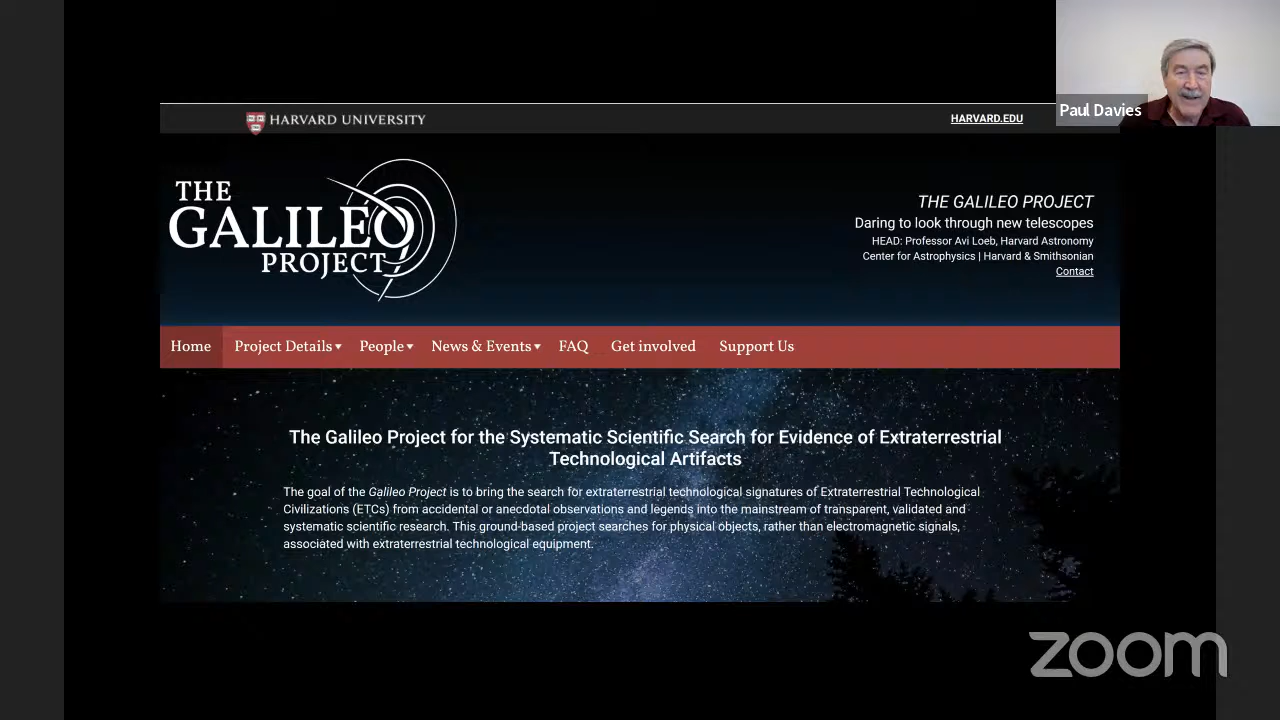 Paul Davies
HARVARD UNIVERSITY
HARVARD.EDU
THE
GALILEO
PROJECT
THE GALILEO PROJECT
Daring to look through new telescopes
HEAD: Professor Avi Loeb, Harvard Astronomy
Center for Astrophysics | Harvard & Smithsonian
Contact
Home Project Details People News & Events FAQ Get involved Support Us
The Galileo Project for the Systematic Scientific Search for Evidence of Extraterrestrial
Technological Artifacts
The goal of the Galileo Project is to bring the search for extraterrestrial technological signatures of Extraterrestrial Technological
Civilizations (ETCs) from accidental or anecdotal observations and legends into the mainstream of transparent, validated and
systematic scientific research. This ground-based project searches for physical objects, rather than electromagnetic signals,
associated with extraterrestrial technological equipment.
zoom